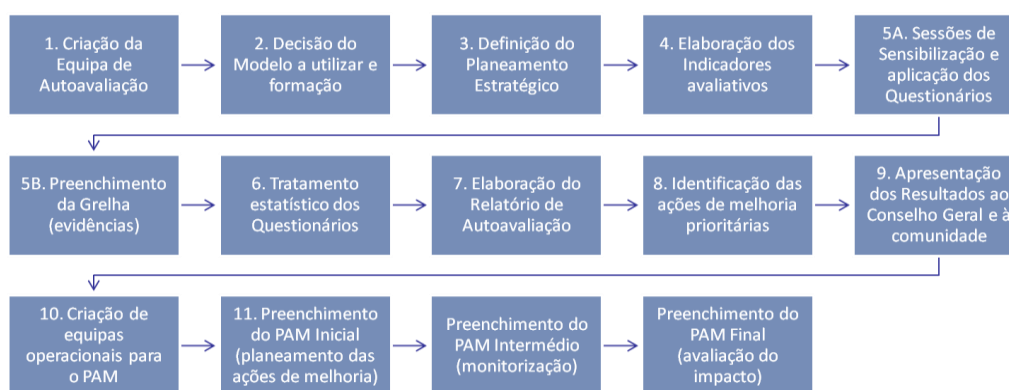 1. Criação da
Equipa de
Autoavaliação
2. Decisão do
Modelo a utilizar e
formação
3. Definição do
Planeamento
Estratégico
4. Elaboração dos
Indicadores
avaliativos
5A. Sessões de
Sensibilização e
aplicação dos
Questionários
5B. Preenchimento
da Grelha
(evidências)
6. Tratamento
estatístico dos
Questionários
7. Elaboração do
Relatório de
Autoavaliação
8. Identificação das
ações de melhoria
prioritárias
9. Apresentação
dos Resultados ao
Conselho Geral e à
comunidade
10. Criação de
equipas
operacionais para
o PAM
11. Preenchimento
do PAM Inicial
(planeamento das
ações de melhoria)
Preenchimento do
PAM Intermédio
(monitorização)
Preenchimento do
PAM Final
(avaliação do
impacto)